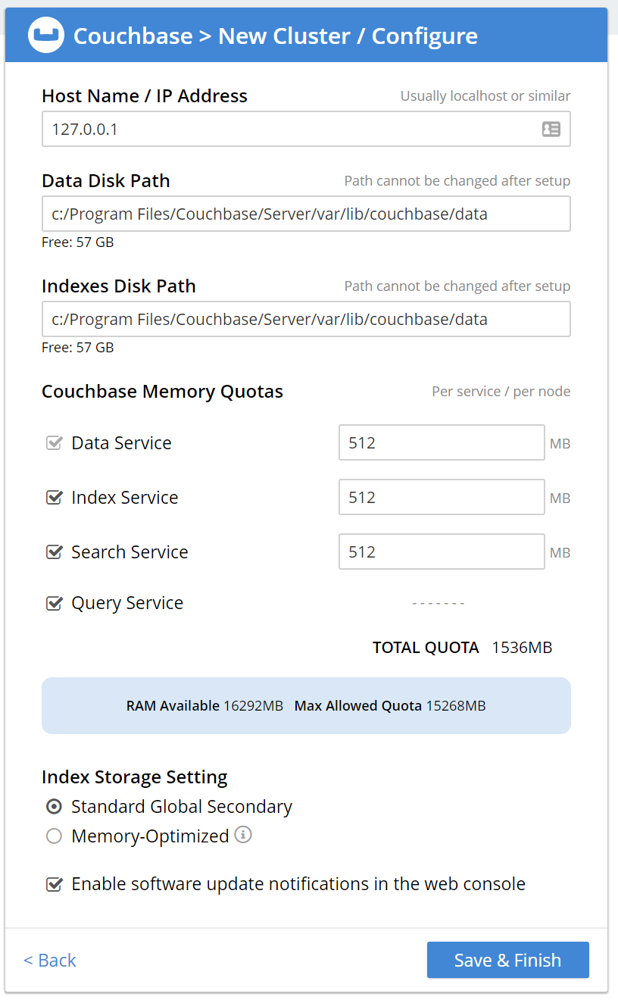 Couchbase > New Cluster / Configure
Host Name / IP Address Usually localhost or similar
127.0.0.1
Data Disk Path Path cannot be changed after setup
c:/Program Files/Couchbase/Server/var/lib/couchbase/data
Free: 57 GB
Indexes Disk Path Path cannot be changed after setup
c:/Program Files/Couchbase/Server/var/lib/couchbase/data
Free: 57 GB
Couchbase Memory Quotas Per service / per node
Data Service 512 MB
Index Service 512 MB
Search Service 512 MB
Query Service - - - - - - -
TOTAL QUOTA 1536MB
RAM Available 16292MB Max Allowed Quota 15268MB
Index Storage Setting
Standard Global Secondary
Memory-Optimized
Enable software update notifications in the web console
< Back Save & Finish